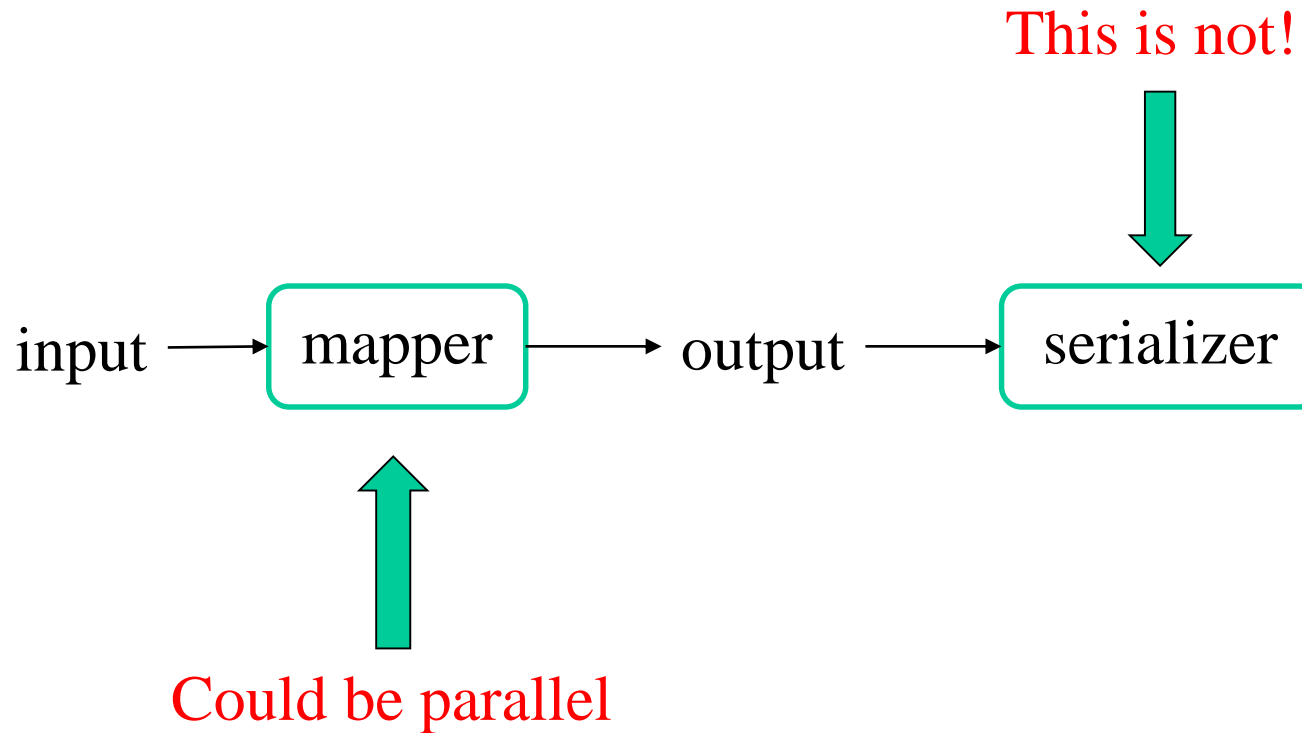 This is not!
input
mapper
output
serializer
Could be parallel